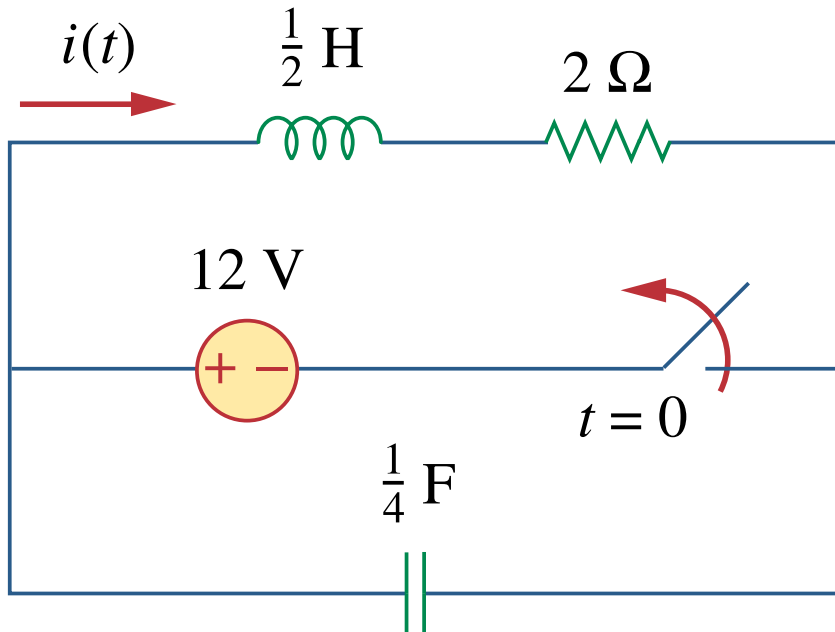 i(t)
1/2 H
2 Ω
12 V
+ −
t = 0
1/4 F